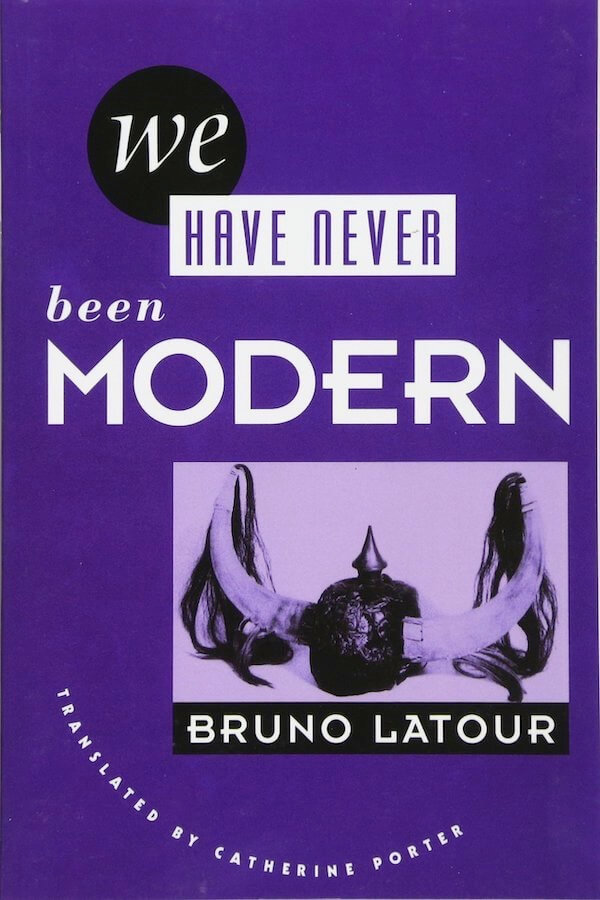 we
HAVE NEVER
been
MODERN
BRUNO LATOUR
TRANSLATED BY CATHERINE PORTER